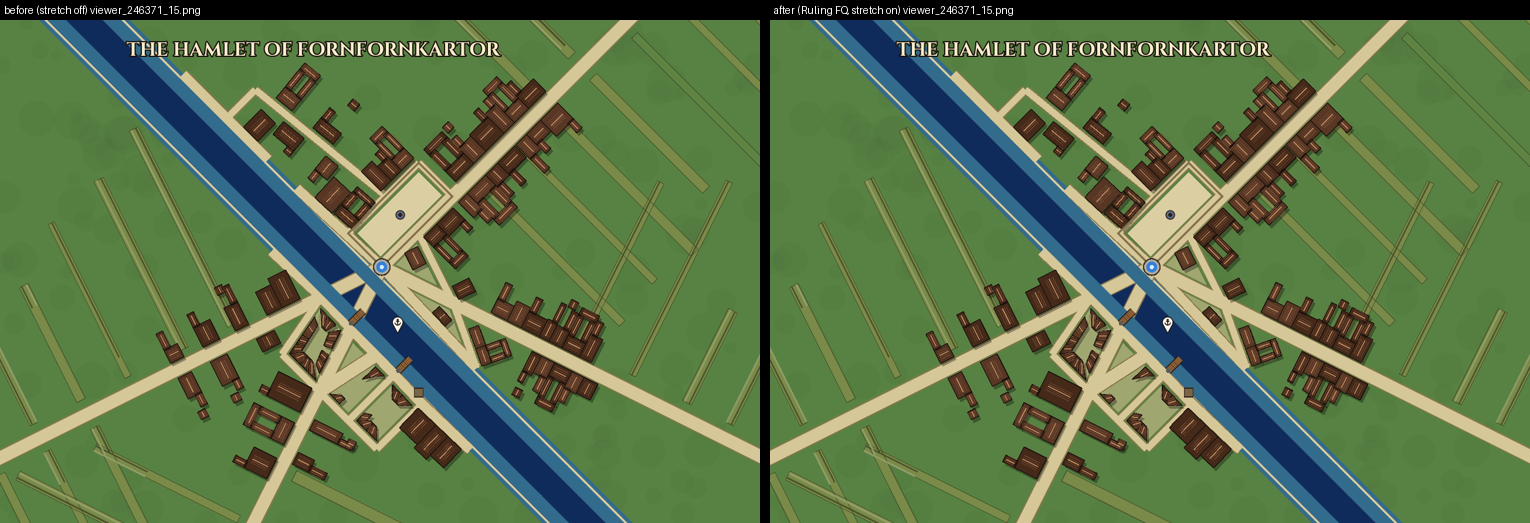 before (stretch off) viewer_246371_15.png
after (Ruling FQ, stretch on) viewer_246371_15.png
THE HAMLET OF FORNFORNKARTOR
THE HAMLET OF FORNFORNKARTOR